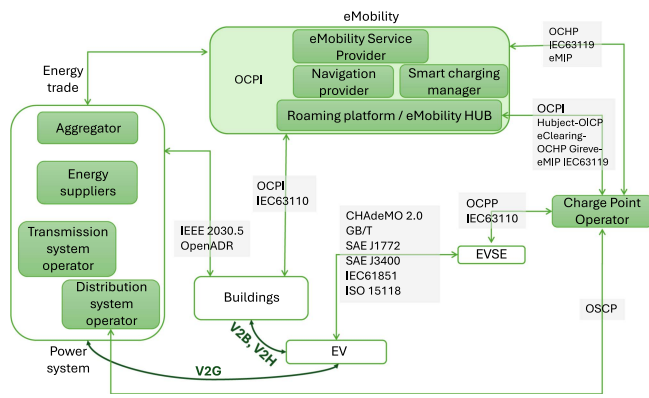 eMobility
eMobility Service
Provider
OCPI
Navigation
provider
Smart charging
manager
Roaming platform / eMobility HUB
OCHP
IEC63119
eMIP
Energy
trade
Aggregator
Energy
suppliers
Transmission
system
operator
Distribution
system
operator
Power
system
IEEE 2030.5
OpenADR
OCPI
IEC63110
OCPI
Hubject-OICP
eClearing-
OCHP Gireve-
eMIP IEC63119
CHAdeMO 2.0
GB/T
SAE J1772
SAE J3400
IEC61851
ISO 15118
OCPP
IEC63110
Charge Point
Operator
EVSE
Buildings
OSCP
V2B, V2H
EV
V2G